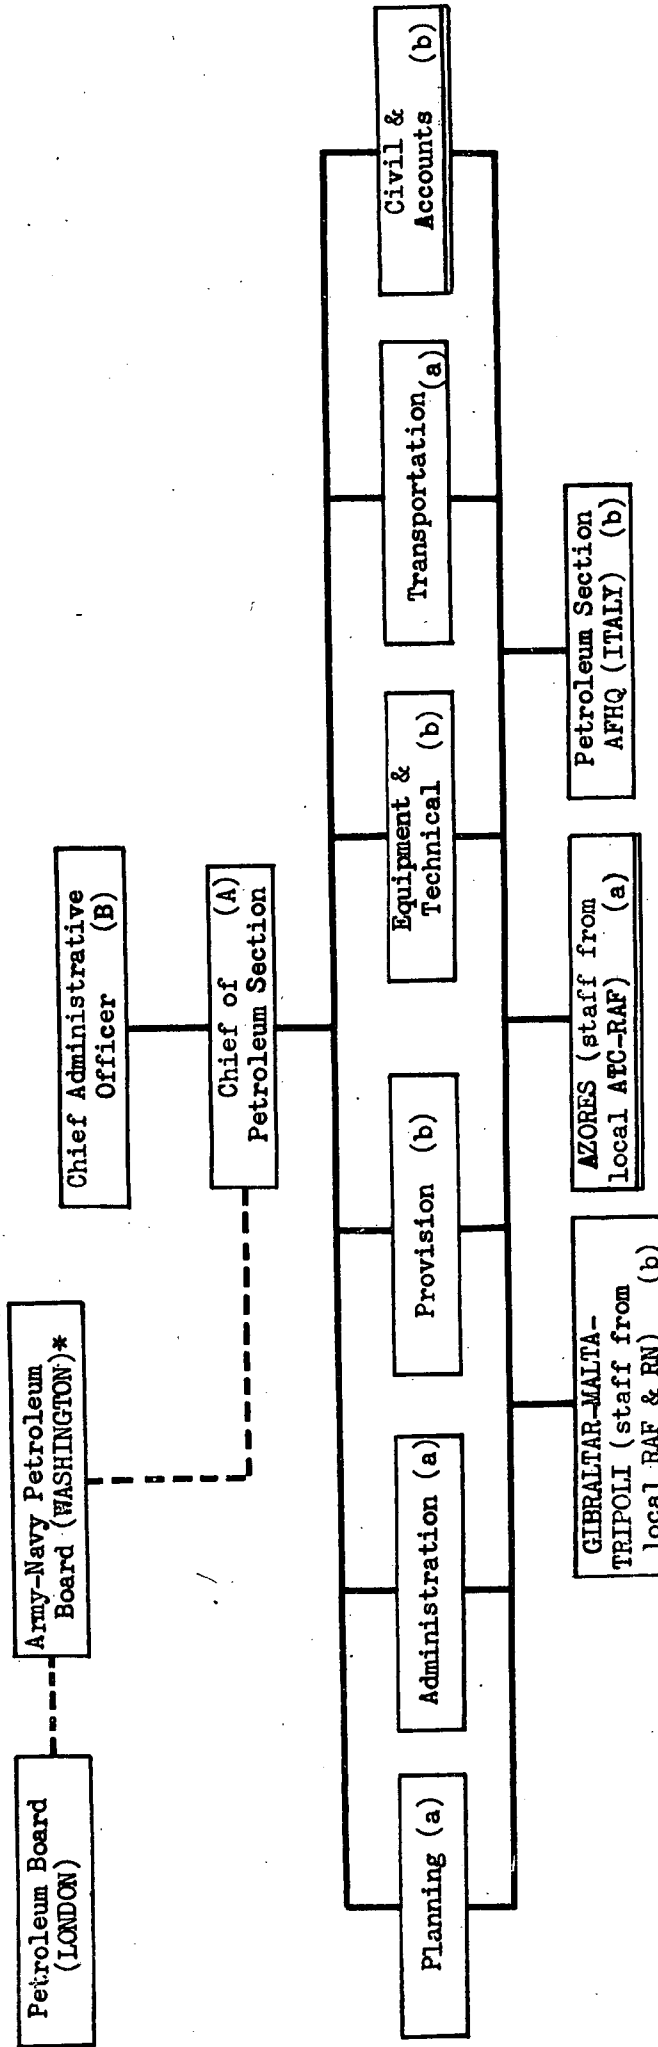 Petroleum Board
(LONDON)
Army-Navy Petroleum
Board (WASHINGTON)*
Chief Administrative
Officer (B)
Chief of (A)
Petroleum Section
Planning (a)
Administration (a)
Provision (b)
Equipment &
Technical (b)
Transportation
(a)
Civil &
Accounts (b)
GIBRALTAR-MALTA-
TRIPOLI (staff from
local RAF & RN) (b)
AZORES (staff from
local ATC-RAF) (a)
Petroleum Section
AFHQ (ITALY) (b)